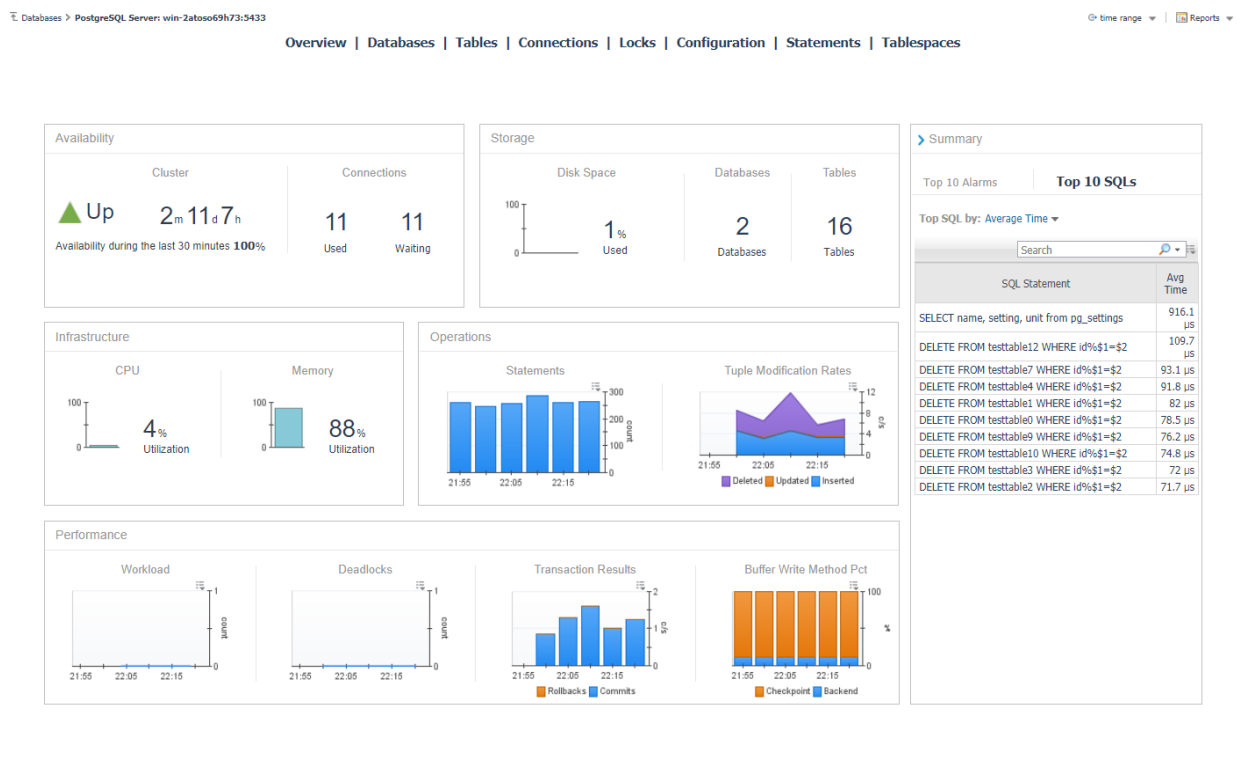 Databases > PostgreSQL Server: win-2atoso69h73:5433
time range
Reports
Overview | Databases | Tables | Connections | Locks | Configuration | Statements | Tablespaces
Availability
Cluster
Connections
Up
2m 11d 7h
11
11
Availability during the last 30 minutes 100%
Used
Waiting
Storage
Disk Space
Databases
Tables
100
0
1%
Used
2
Databases
16
Tables
Summary
Top 10 Alarms
Top 10 SQLs
Top SQL by: Average Time
Search
SQL Statement
Avg Time
SELECT name, setting, unit from pg_settings 916.1 µs
DELETE FROM testtable12 WHERE id%$1=$2 109.7 µs
DELETE FROM testtable7 WHERE id%$1=$2 93.1 µs
DELETE FROM testtable4 WHERE id%$1=$2 91.8 µs
DELETE FROM testtable1 WHERE id%$1=$2 82 µs
DELETE FROM testtable0 WHERE id%$1=$2 78.5 µs
DELETE FROM testtable9 WHERE id%$1=$2 76.2 µs
DELETE FROM testtable10 WHERE id%$1=$2 74.8 µs
DELETE FROM testtable3 WHERE id%$1=$2 72 µs
DELETE FROM testtable2 WHERE id%$1=$2 71.7 µs
Infrastructure
CPU
Memory
100
0
4%
Utilization
100
0
88%
Utilization
Operations
Statements
300
200
100
0
count
21:55 22:05 22:15
Tuple Modification Rates
12
8
4
0
c/s
21:55 22:05 22:15
Deleted Updated Inserted
Performance
Workload
1
0
count
21:55 22:05 22:15
Deadlocks
1
0
count
21:55 22:05 22:15
Transaction Results
2
1
0
c/s
21:55 22:05 22:15
Rollbacks Commits
Buffer Write Method Pct
100
0
%
21:55 22:05 22:15
Checkpoint Backend